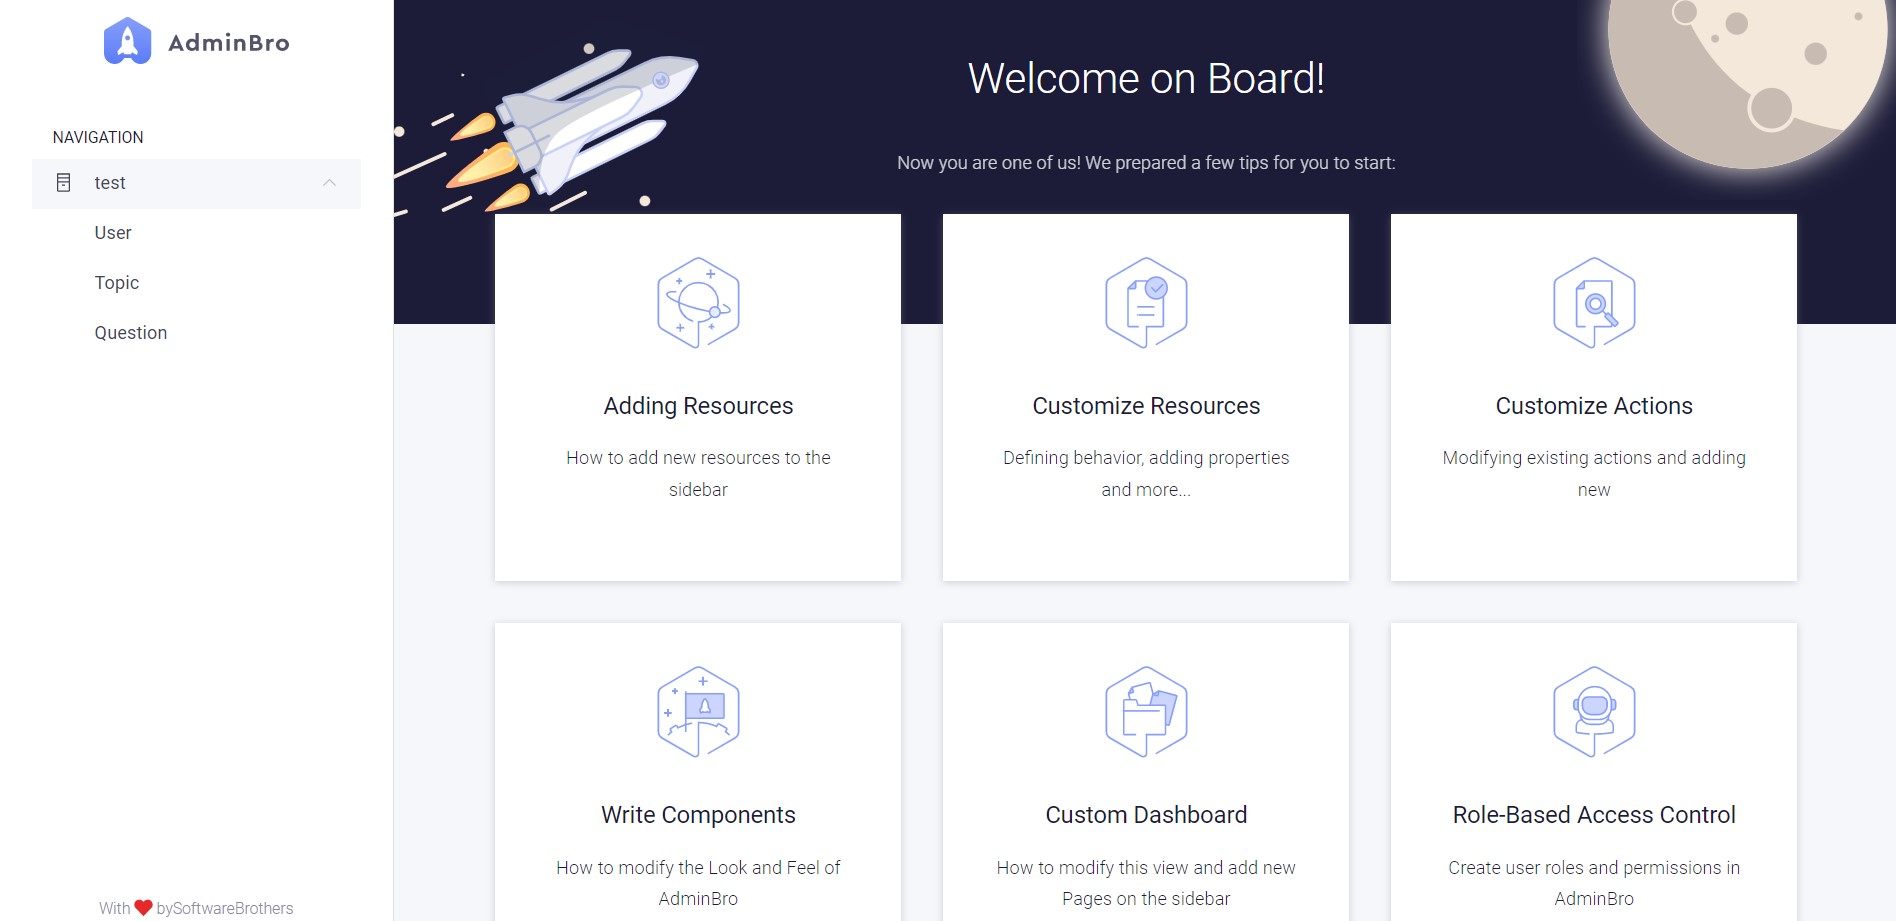 AdminBro
NAVIGATION
test
User
Topic
Question
With ❤ bySoftwareBrothers
Welcome on Board!
Now you are one of us! We prepared a few tips for you to start:
Adding Resources
How to add new resources to the
sidebar
Customize Resources
Defining behavior, adding properties
and more...
Customize Actions
Modifying existing actions and adding
new
Write Components
How to modify the Look and Feel of
AdminBro
Custom Dashboard
How to modify this view and add new
Pages on the sidebar
Role-Based Access Control
Create user roles and permissions in
AdminBro